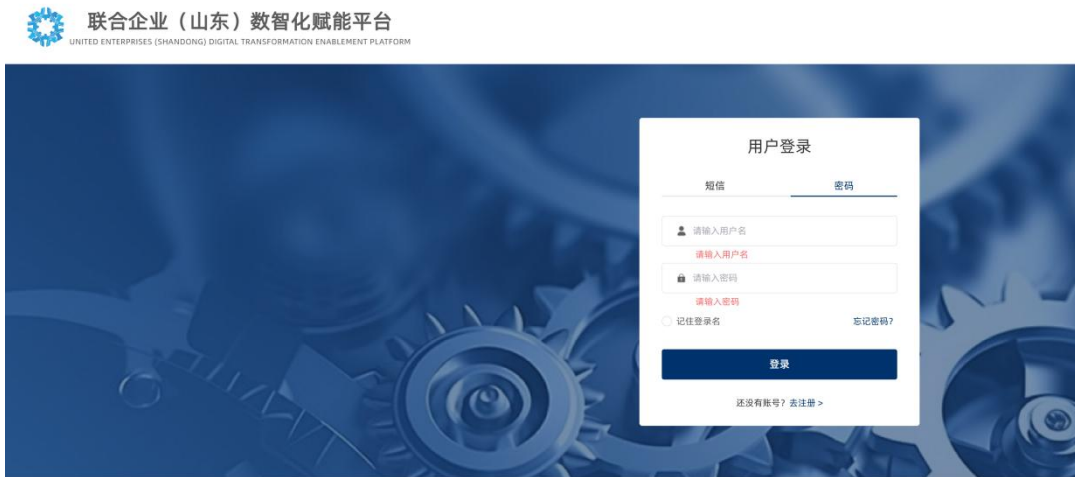 联合企业（山东）数智化赋能平台
UNITED ENTERPRISES (SHANDONG) DIGITAL TRANSFORMATION ENABLEMENT PLATFORM
用户登录
短信 密码
请输入用户名
请输入用户名
请输入密码
请输入密码
记住登录名 忘记密码?
登录
还没有账号? 去注册 >